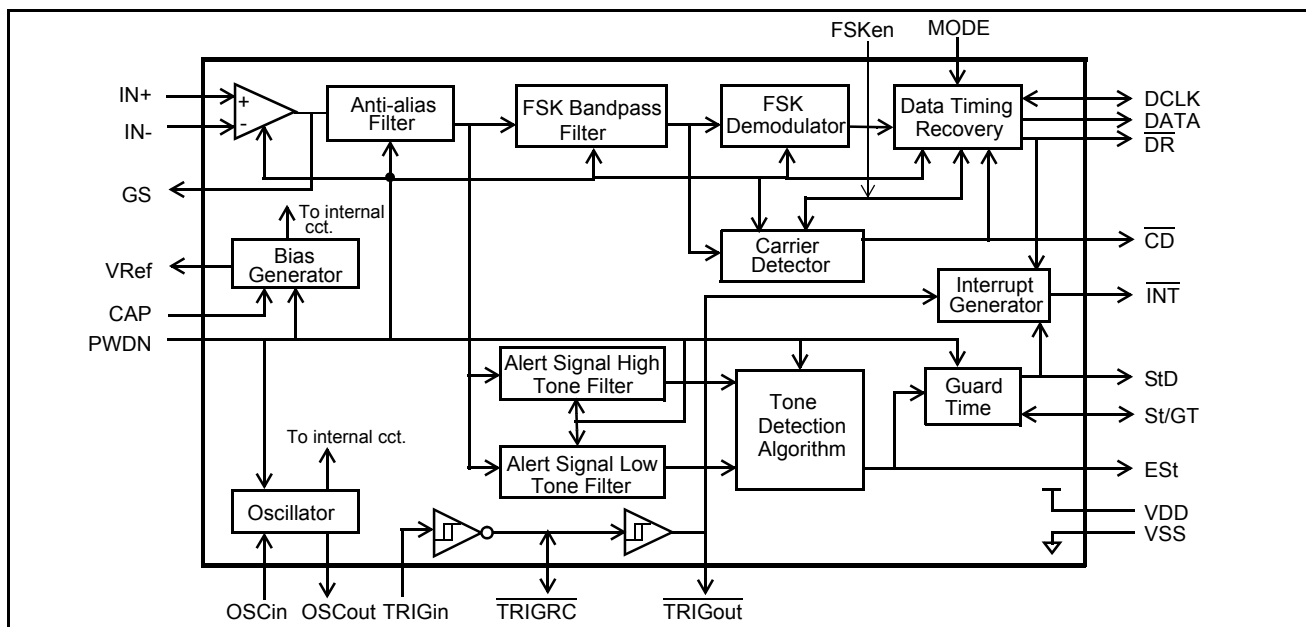 FSKen
MODE
IN+
IN-
+
-
Anti-alias
Filter
FSK Bandpass
Filter
FSK
Demodulator
Data Timing
Recovery
DCLK
DATA
DR
GS
To internal
cct.
VRef
Bias
Generator
Carrier
Detector
CD
CAP
Interrupt
Generator
INT
PWDN
Alert Signal High
Tone Filter
Tone
Detection
Algorithm
Guard
Time
StD
St/GT
To internal cct.
Alert Signal Low
Tone Filter
ESt
Oscillator
VDD
VSS
OSCin
OSCout
TRIGin
TRIGRC
TRIGout